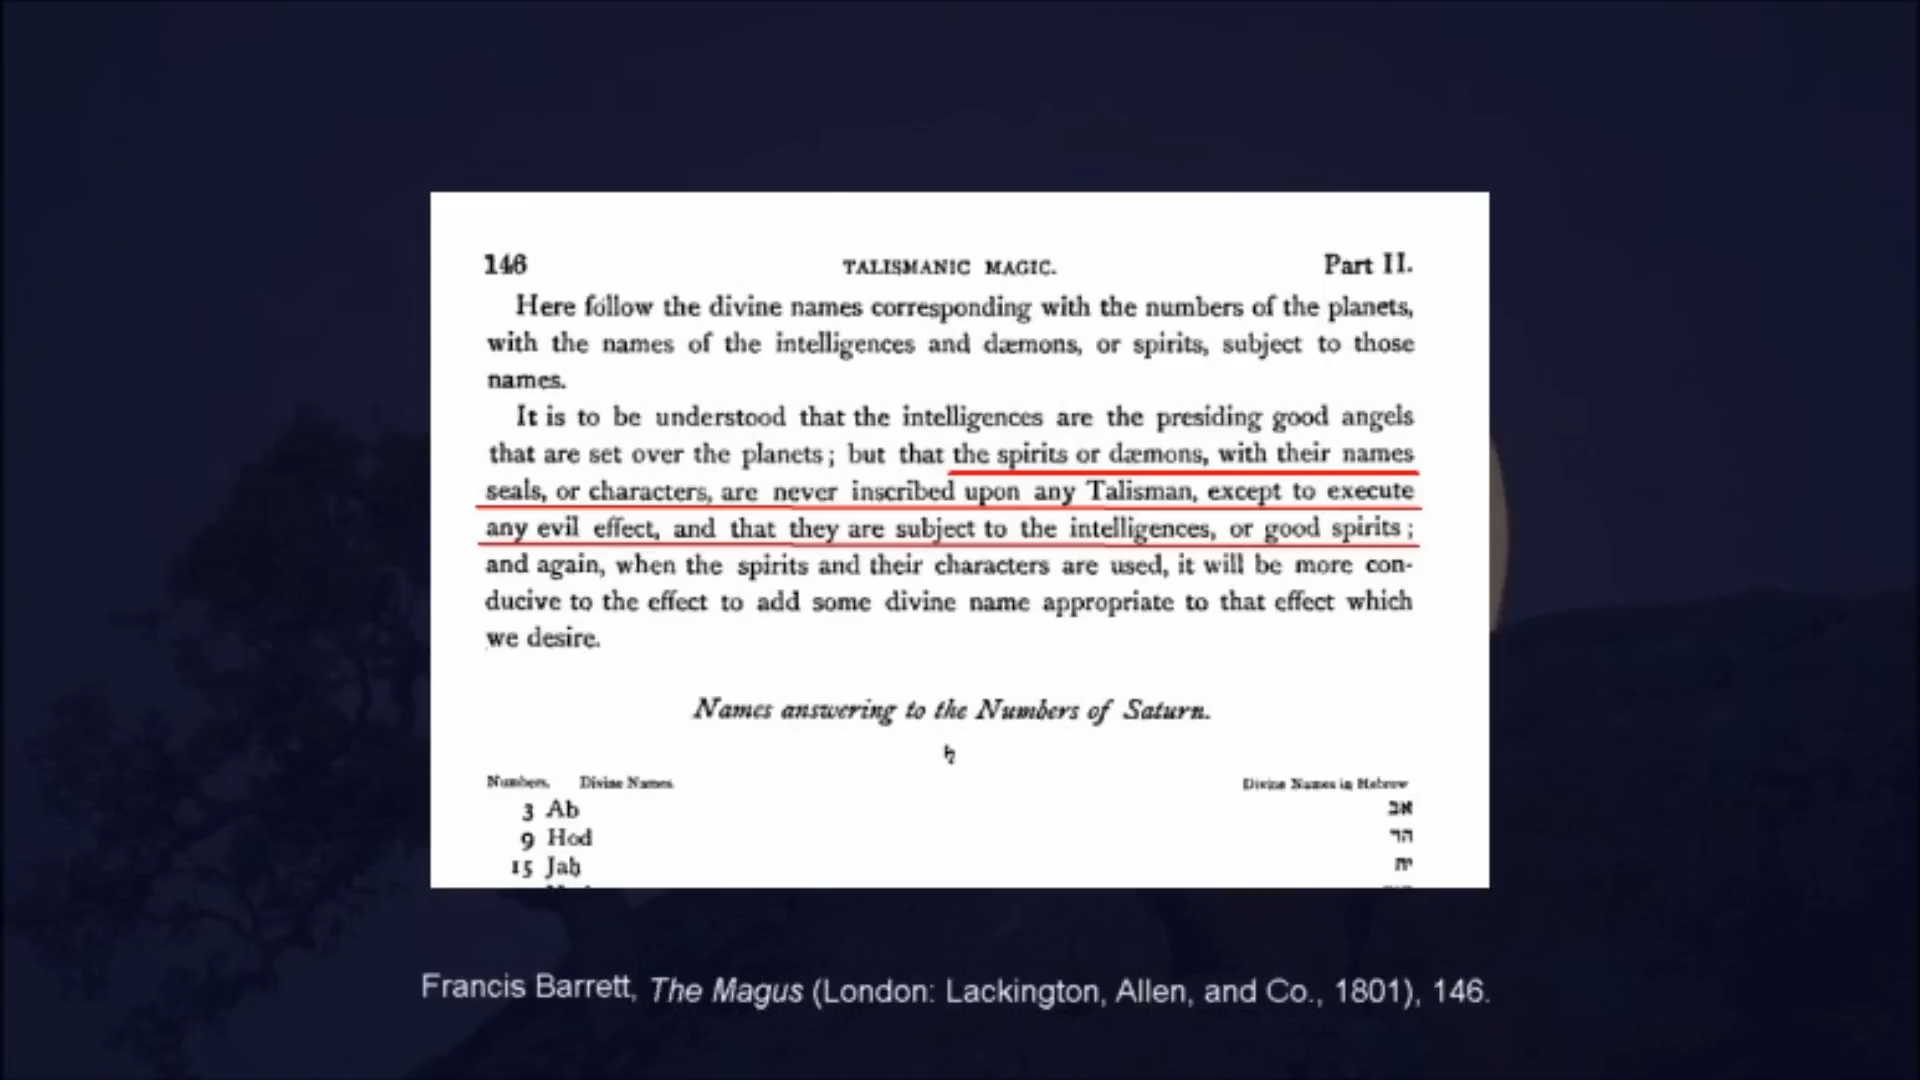 146 TALISMANIC MAGIC. Part II.
Here follow the divine names corresponding with the numbers of the planets,
with the names of the intelligences and dæmons, or spirits, subject to those
names.
It is to be understood that the intelligences are the presiding good angels
that are set over the planets; but that the spirits or dæmons, with their names
seals, or characters, are never inscribed upon any Talisman, except to execute
any evil effect, and that they are subject to the intelligences, or good spirits;
and again, when the spirits and their characters are used, it will be more con-
ducive to the effect to add some divine name appropriate to that effect which
we desire.
Names answering to the Numbers of Saturn.
♄
Numbers. Divine Names. Divine Names in Hebrew
3 Ab אב
9 Hod הד
15 Jah יה
Francis Barrett, The Magus (London: Lackington, Allen, and Co., 1801), 146.